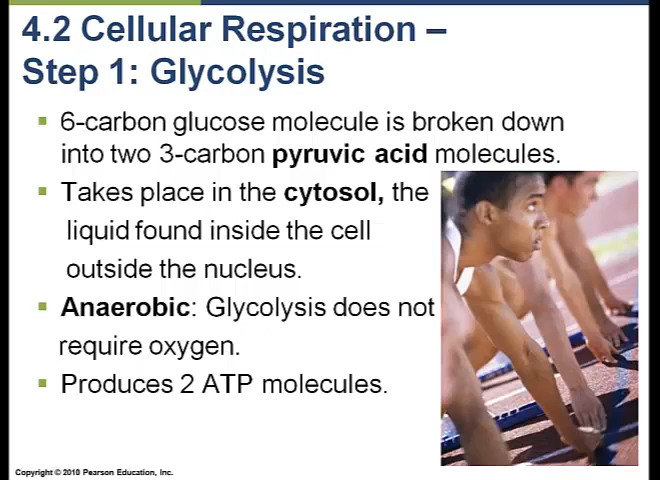 4.2 Cellular Respiration –
Step 1: Glycolysis
6-carbon glucose molecule is broken down
into two 3-carbon pyruvic acid molecules.
Takes place in the cytosol, the
liquid found inside the cell
outside the nucleus.
Anaerobic: Glycolysis does not
require oxygen.
Produces 2 ATP molecules.
Copyright © 2010 Pearson Education, Inc.